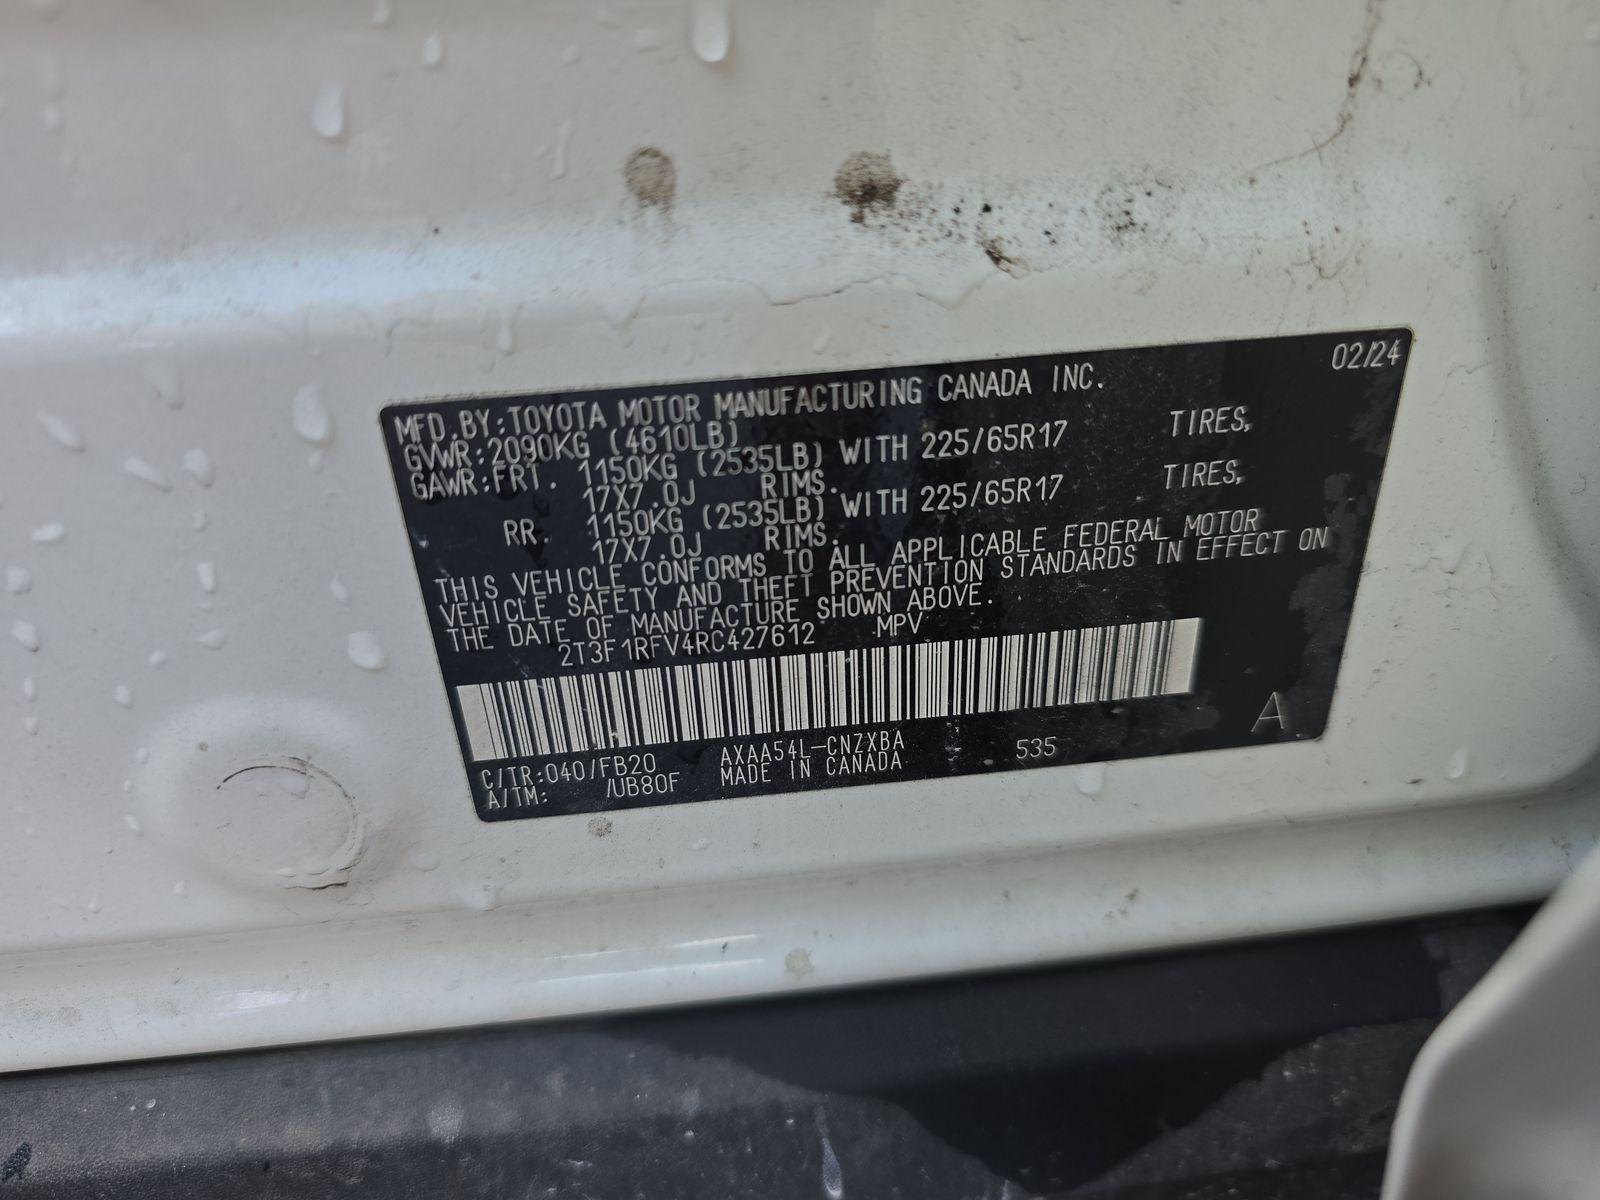 02/24
MFD.BY:TOYOTA MOTOR MANUFACTURING CANADA INC.
GVWR:2090KG (4610LB)
GAWR:FRT. 1150KG (2535LB) WITH 225/65R17 TIRES,
17X7.0J RIMS.
RR. 1150KG (2535LB) WITH 225/65R17 TIRES,
17X7.0J RIMS.
THIS VEHICLE CONFORMS TO ALL APPLICABLE FEDERAL MOTOR
VEHICLE SAFETY AND THEFT PREVENTION STANDARDS IN EFFECT ON
THE DATE OF MANUFACTURE SHOWN ABOVE.
2T3F1RFV4RC427612 MPV
A
C/TR:040/FB20 AXAA54L-CNZXBA 535
A/TM: /UB80F MADE IN CANADA